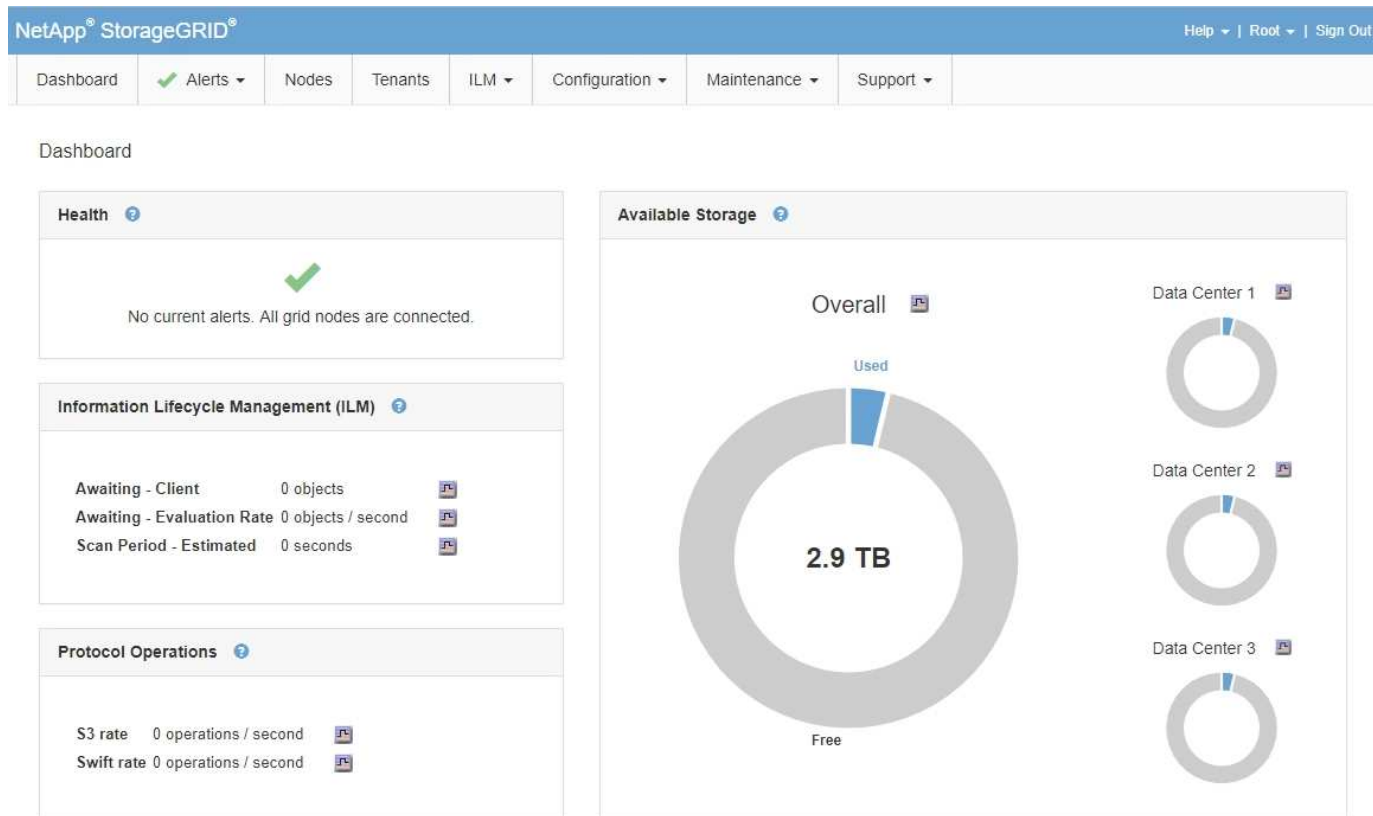 NetApp® StorageGRID®
Help | Root | Sign Out
Dashboard
Alerts
Nodes
Tenants
ILM
Configuration
Maintenance
Support
Dashboard
Health
No current alerts. All grid nodes are connected.
Information Lifecycle Management (ILM)
Awaiting - Client 0 objects
Awaiting - Evaluation Rate 0 objects / second
Scan Period - Estimated 0 seconds
Protocol Operations
S3 rate 0 operations / second
Swift rate 0 operations / second
Available Storage
Overall
Used
2.9 TB
Free
Data Center 1
Data Center 2
Data Center 3